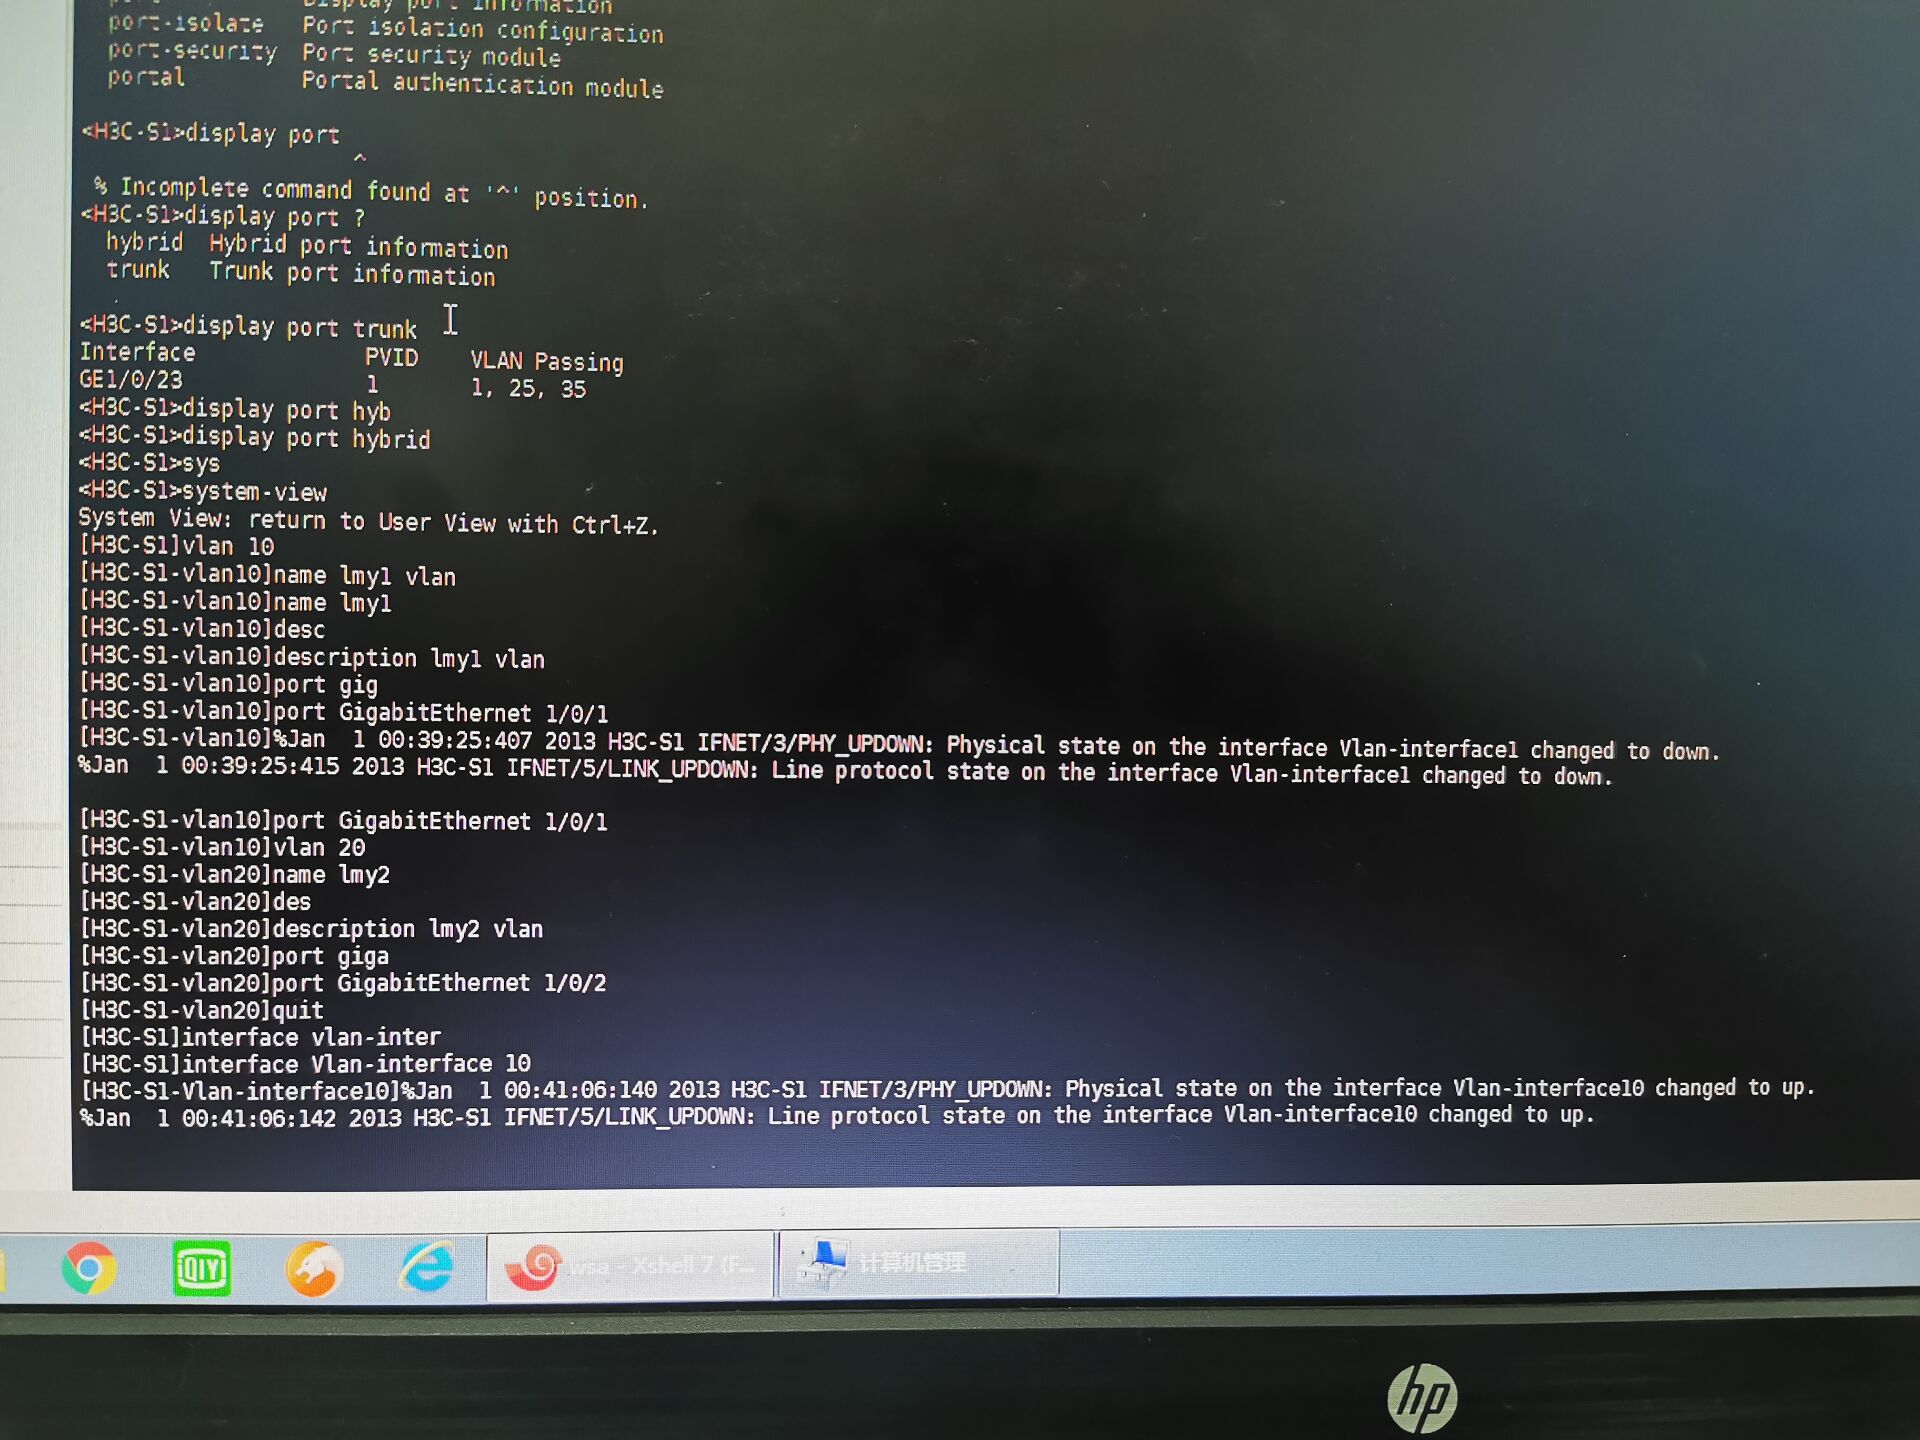 Display port information
port-isolate Port isolation configuration
port-security Port security module
portal Portal authentication module
<H3C-S1>display port
^
% Incomplete command found at '^' position.
<H3C-S1>display port ?
hybrid Hybrid port information
trunk Trunk port information
<H3C-S1>display port trunk
Interface PVID VLAN Passing
GE1/0/23 1 1, 25, 35
<H3C-S1>display port hyb
<H3C-S1>display port hybrid
<H3C-S1>sys
<H3C-S1>system-view
System View: return to User View with Ctrl+Z.
[H3C-S1]vlan 10
[H3C-S1-vlan10]name lmy1 vlan
[H3C-S1-vlan10]name lmy1
[H3C-S1-vlan10]desc
[H3C-S1-vlan10]description lmy1 vlan
[H3C-S1-vlan10]port gig
[H3C-S1-vlan10]port GigabitEthernet 1/0/1
[H3C-S1-vlan10]%Jan 1 00:39:25:407 2013 H3C-S1 IFNET/3/PHY_UPDOWN: Physical state on the interface Vlan-interface1 changed to down.
%Jan 1 00:39:25:415 2013 H3C-S1 IFNET/5/LINK_UPDOWN: Line protocol state on the interface Vlan-interface1 changed to down.
[H3C-S1-vlan10]port GigabitEthernet 1/0/1
[H3C-S1-vlan10]vlan 20
[H3C-S1-vlan20]name lmy2
[H3C-S1-vlan20]des
[H3C-S1-vlan20]description lmy2 vlan
[H3C-S1-vlan20]port giga
[H3C-S1-vlan20]port GigabitEthernet 1/0/2
[H3C-S1-vlan20]quit
[H3C-S1]interface vlan-inter
[H3C-S1]interface Vlan-interface 10
[H3C-S1-Vlan-interface10]%Jan 1 00:41:06:140 2013 H3C-S1 IFNET/3/PHY_UPDOWN: Physical state on the interface Vlan-interface10 changed to up.
%Jan 1 00:41:06:142 2013 H3C-S1 IFNET/5/LINK_UPDOWN: Line protocol state on the interface Vlan-interface10 changed to up.
QIY
wse - Xshell 7 (F...
计算机管理
hp